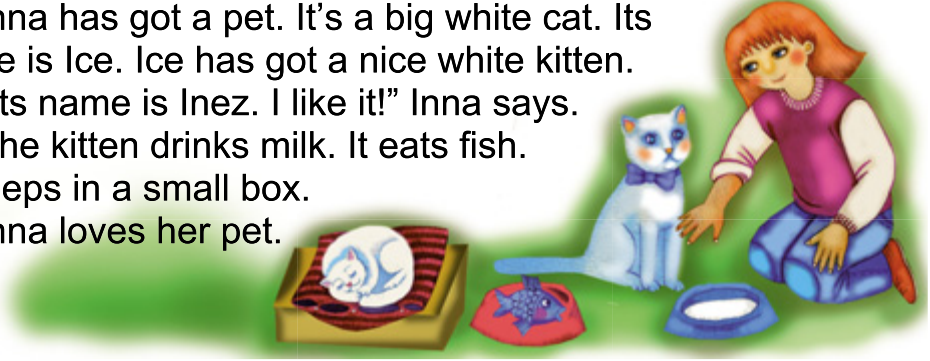 nna has got a pet. It's a big white cat. Its
e is Ice. Ice has got a nice white kitten.
ts name is Inez. I like it!” Inna says.
he kitten drinks milk. It eats fish.
eeps in a small box.
nna loves her pet.